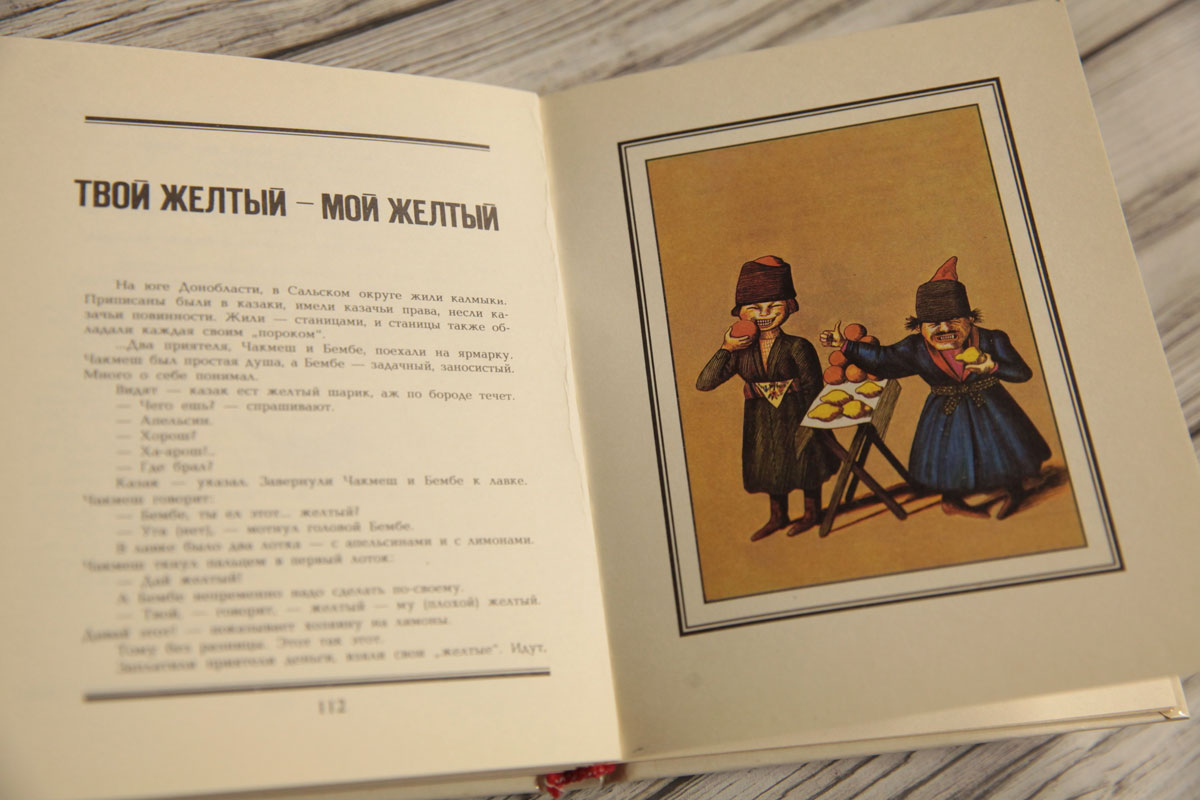 ТВОЙ ЖЕЛТЫЙ – МОЙ ЖЕЛТЫЙ
На юге Донобласти, в Сальском округе жили калмыки.
Приписаны были в казаки, имели казачьи права, несли ка-
зачьи повинности. Жили — станицами, и станицы также об-
ладали каждая своим „пороком".
...Два приятеля, Чакмеш и Бембе, поехали на ярмарку.
Чакмеш был простая душа, а Бембе — задачный, заносистый.
Много о себе понимал.
Видят — казак ест желтый шарик, аж по бороде течет.
— Чего ешь? — спрашивают.
— Апельсин.
— Хорош?
— Ха-арош!..
— Где брал?
Казак — указал. Завернули Чакмеш и Бембе к лавке.
Чакмеш говорит:
— Бембе, ты ел этот... желтый?
— Уга (нет), — мотнул головой Бембе.
В лавке было два лотка — с апельсинами и с лимонами.
Чакмеш тянул пальцем в первый лоток:
— Дай желтый!
А Бембе непременно надо сделать по-своему.
— Твой, — говорит, — желтый — му (плохой) желтый.
Давай этот! — показывает хозяину на лимоны.
Тому без разницы. Этот так этот.
Заплатили приятели деньги, взяли свои „желтые". Идут,
112